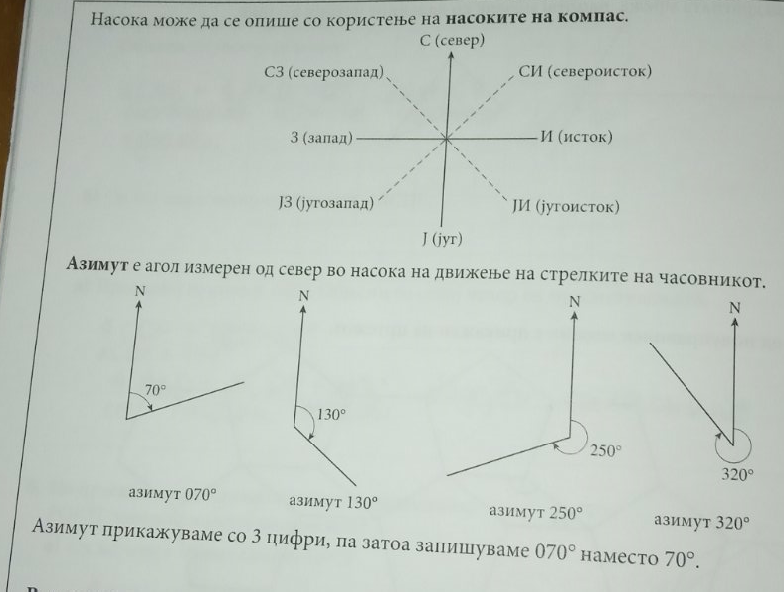 Насока може да се опише со користење на насоките на компас.
С (север)
СЗ (северозапад)
СИ (североисток)
З (запад)
И (исток)
ЈЗ (југозапад)
ЈИ (југоисток)
Ј (југ)
Азимут е агол измерен од север во насока на движење на стрелките на часовникот.
N
N
N
N
70°
130°
250°
320°
азимут 070°
азимут 130°
азимут 250°
азимут 320°
Азимут прикажуваме со 3 цифри, па затоа запишуваме 070° наместо 70°.